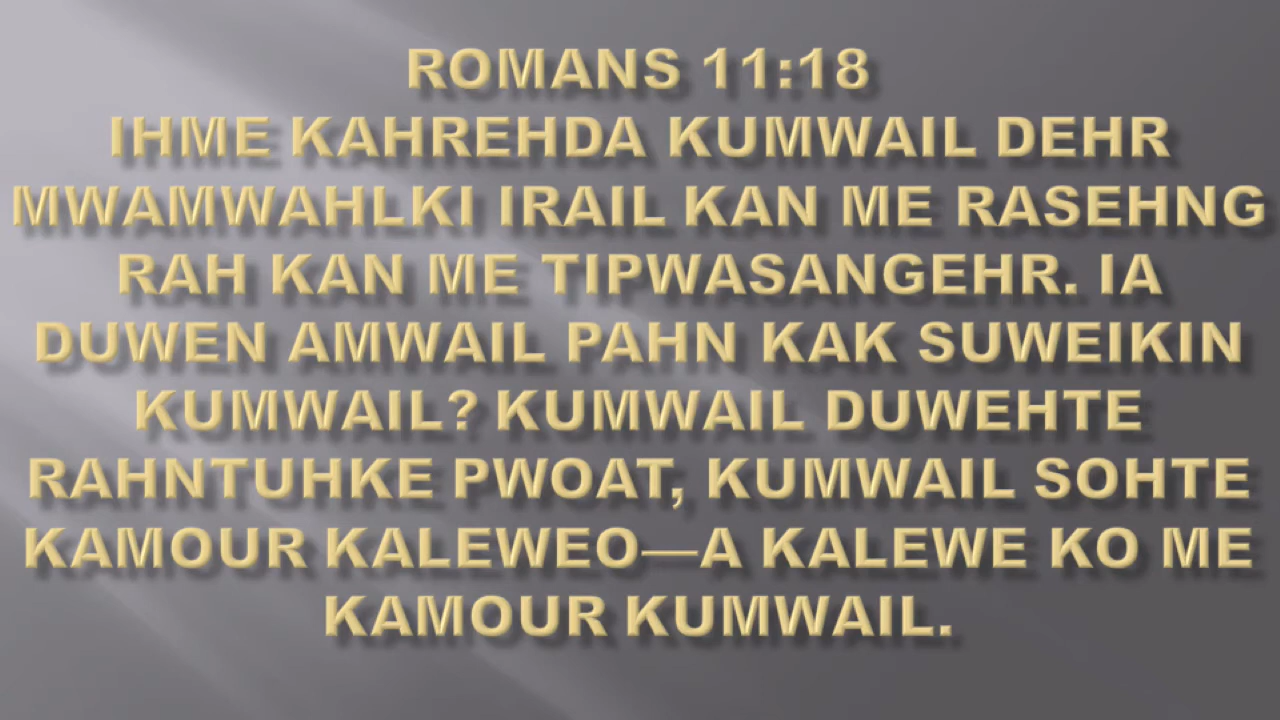 ROMANS 11:18
IHME KAHREHDA KUMWAIL DEHR
MWAMWAHLKI IRAIL KAN ME RASEHNG
RAH KAN ME TIPWASANGEHR. IA
DUWEN AMWAIL PAHN KAK SUWEIKIN
KUMWAIL? KUMWAIL DUWEHTE
RAHNTUHKE PWOAT, KUMWAIL SOHTE
KAMOUR KALEWEO—A KALEWE KO ME
KAMOUR KUMWAIL.